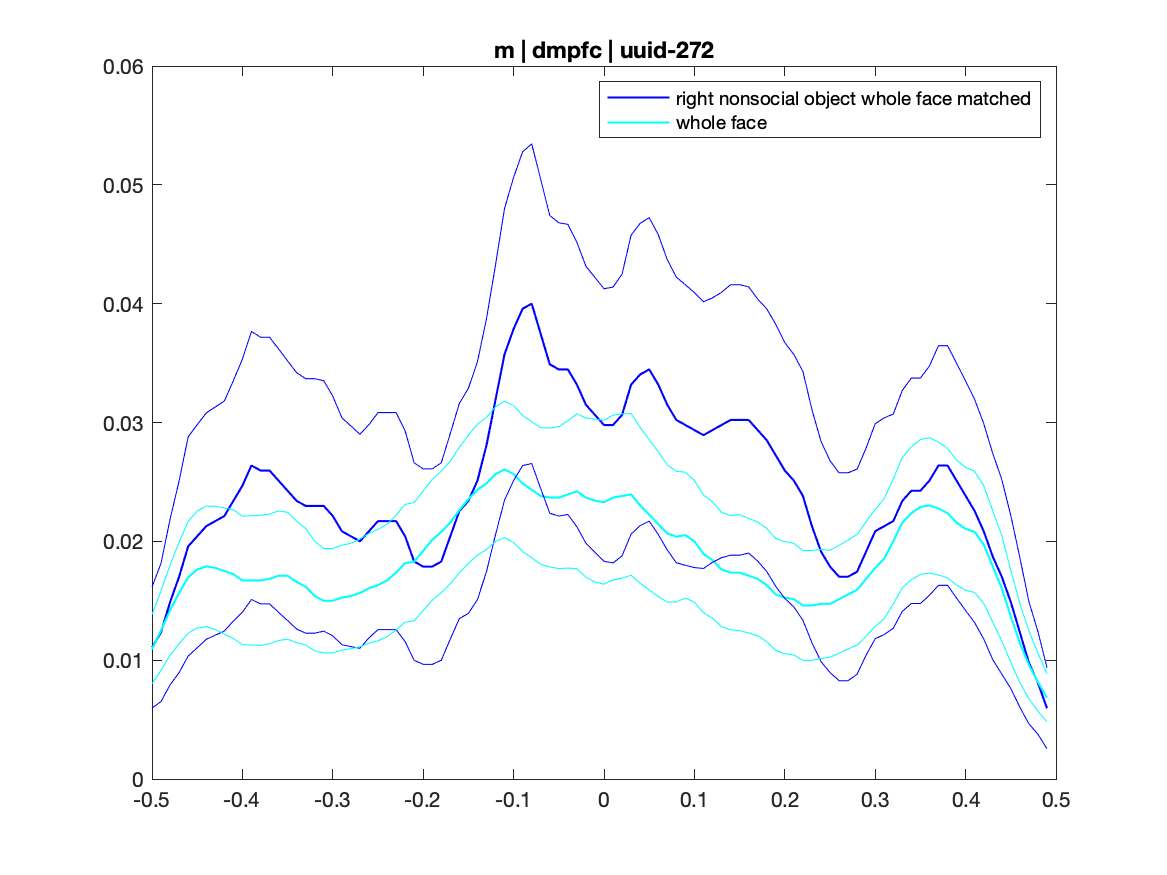 m | dmpfc | uuid-272
right nonsocial object whole face matched
whole face
0.06
0.05
0.04
0.03
0.02
0.01
0
-0.5 -0.4 -0.3 -0.2 -0.1 0 0.1 0.2 0.3 0.4 0.5